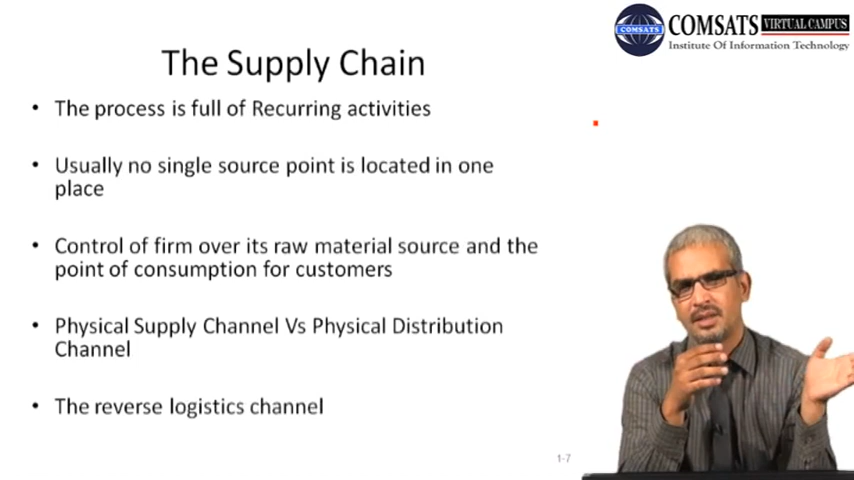 COMSATS VIRTUAL CAMPUS
COMSATS
Institute Of Information Technology
The Supply Chain
• The process is full of Recurring activities
• Usually no single source point is located in one
place
• Control of firm over its raw material source and the
point of consumption for customers
• Physical Supply Channel Vs Physical Distribution
Channel
• The reverse logistics channel
1-7